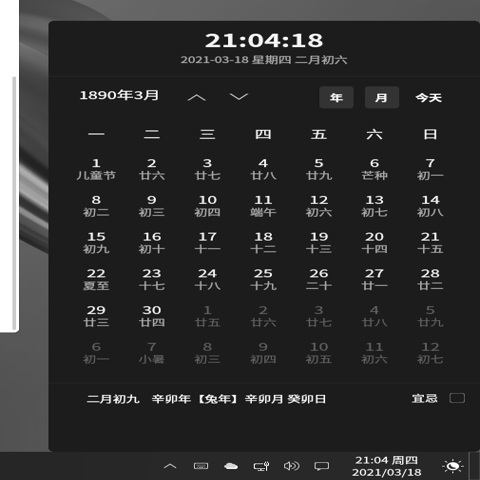 21:04:18
2021-03-18 星期四 二月初六
1890年3月 年 月 今天
一 二 三 四 五 六 日
1 2 3 4 5 6 7
儿童节 廿六 廿七 廿八 廿九 芒种 初一
8 9 10 11 12 13 14
初二 初三 初四 端午 初六 初七 初八
15 16 17 18 19 20 21
初九 初十 十一 十二 十三 十四 十五
22 23 24 25 26 27 28
夏至 十七 十八 十九 二十 廿一 廿二
29 30 1 2 3 4 5
廿三 廿四 廿五 廿六 廿七 廿八 廿九
6 7 8 9 10 11 12
初一 小暑 初三 初四 初五 初六 初七
二月初九 辛卯年【兔年】辛卯月 癸卯日 宜忌
21:04 周四
2021/03/18